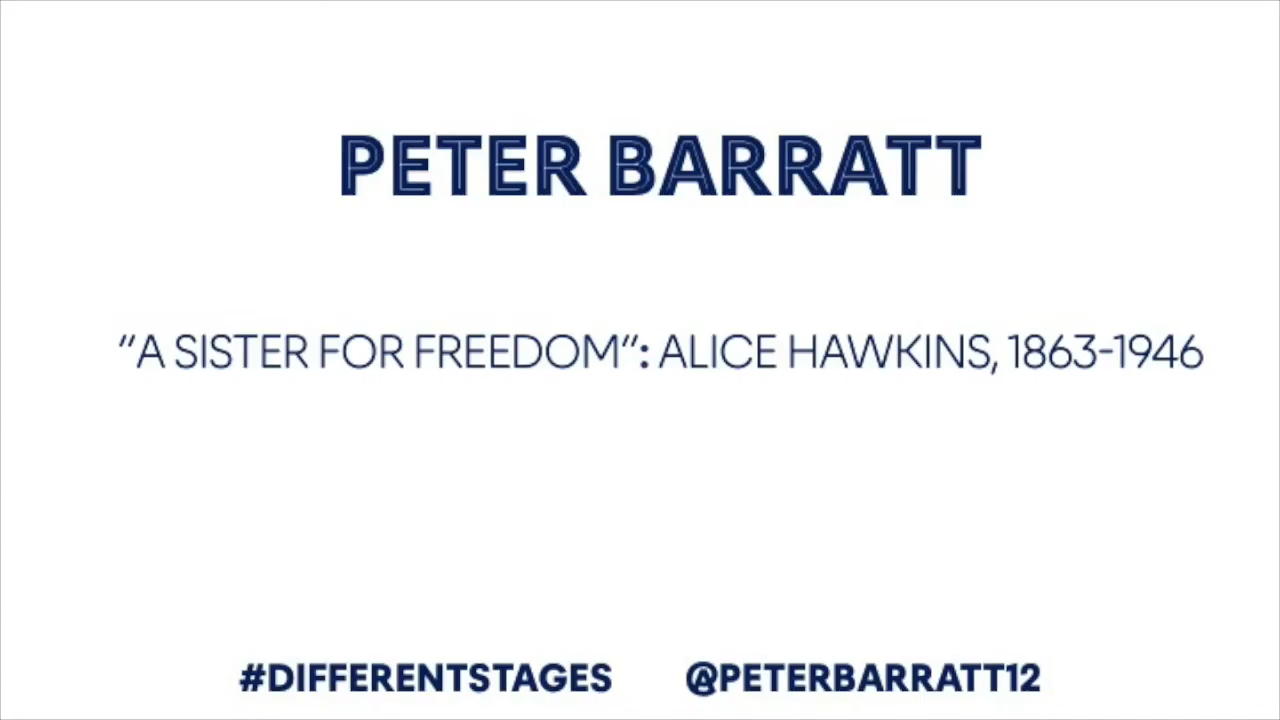 PETER BARRATT
“A SISTER FOR FREEDOM“: ALICE HAWKINS, 1863-1946
#DIFFERENTSTAGES @PETERBARRATT12